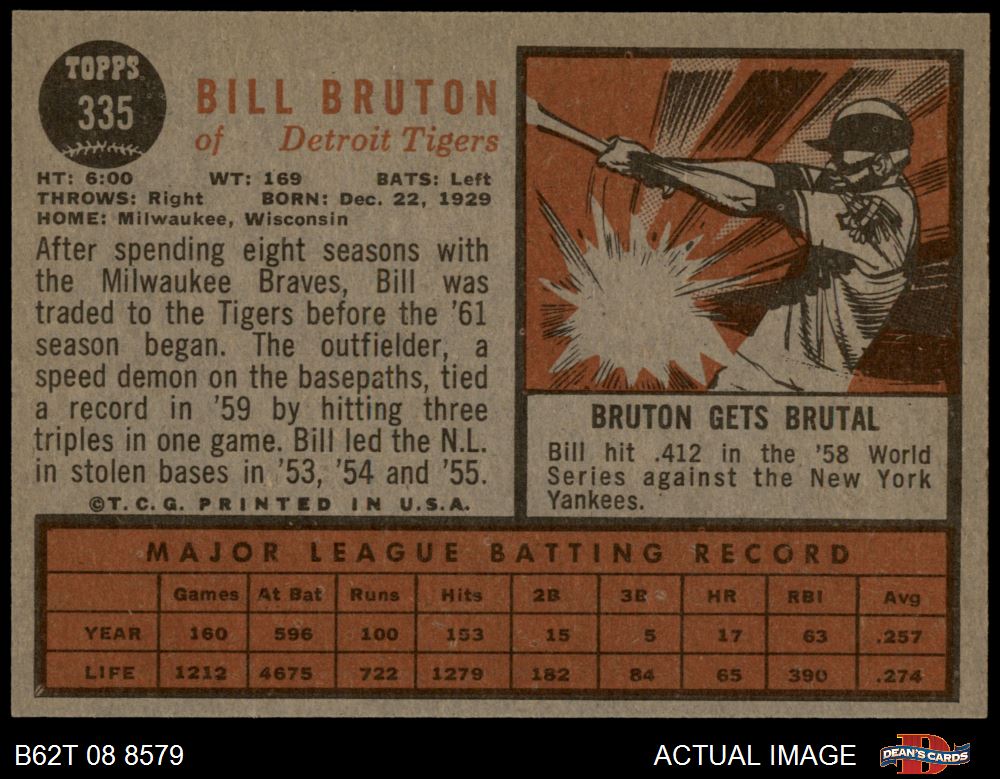 TOPPS
335
BILL BRUTON
of Detroit Tigers
HT: 6:00 WT: 169 BATS: Left
THROWS: Right BORN: Dec. 22, 1929
HOME: Milwaukee, Wisconsin
After spending eight seasons with
the Milwaukee Braves, Bill was
traded to the Tigers before the '61
season began. The outfielder, a
speed demon on the basepaths, tied
a record in '59 by hitting three
triples in one game. Bill led the N.L.
in stolen bases in '53, '54 and '55.
©T.C.G. PRINTED IN U.S.A.
BRUTON GETS BRUTAL
Bill hit .412 in the '58 World
Series against the New York
Yankees.
MAJOR LEAGUE BATTING RECORD
Games At Bat Runs Hits 2B 3B HR RBI Avg
YEAR 160 596 100 153 15 5 17 63 .257
LIFE 1212 4675 722 1279 182 84 65 390 .274
B62T 08 8579 ACTUAL IMAGE DEAN'S CARDS